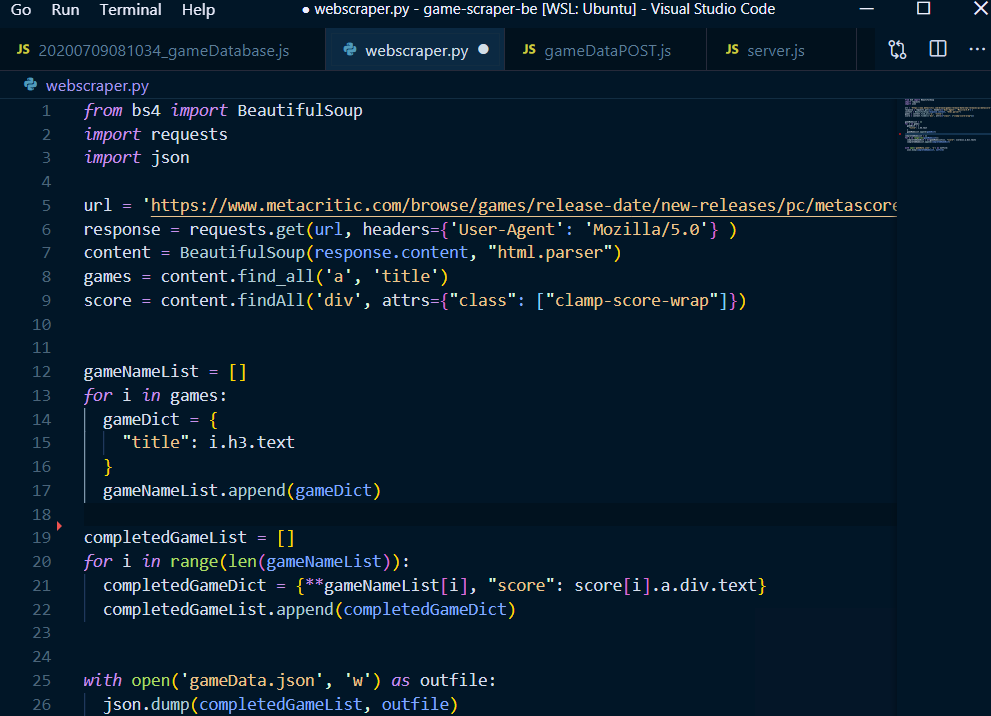 Go Run Terminal Help ● webscraper.py - game-scraper-be [WSL: Ubuntu] - Visual Studio Code
JS 20200709081034_gameDatabase.js webscraper.py ● JS gameDataPOST.js JS server.js
webscraper.py
1 from bs4 import BeautifulSoup
2 import requests
3 import json
4
5 url = 'https://www.metacritic.com/browse/games/release-date/new-releases/pc/metascore
6 response = requests.get(url, headers={'User-Agent': 'Mozilla/5.0'} )
7 content = BeautifulSoup(response.content, "html.parser")
8 games = content.find_all('a', 'title')
9 score = content.findAll('div', attrs={"class": ["clamp-score-wrap"]})
10
11
12 gameNameList = []
13 for i in games:
14 gameDict = {
15 "title": i.h3.text
16 }
17 gameNameList.append(gameDict)
18
19 completedGameList = []
20 for i in range(len(gameNameList)):
21 completedGameDict = {**gameNameList[i], "score": score[i].a.div.text}
22 completedGameList.append(completedGameDict)
23
24
25 with open('gameData.json', 'w') as outfile:
26 json.dump(completedGameList, outfile)